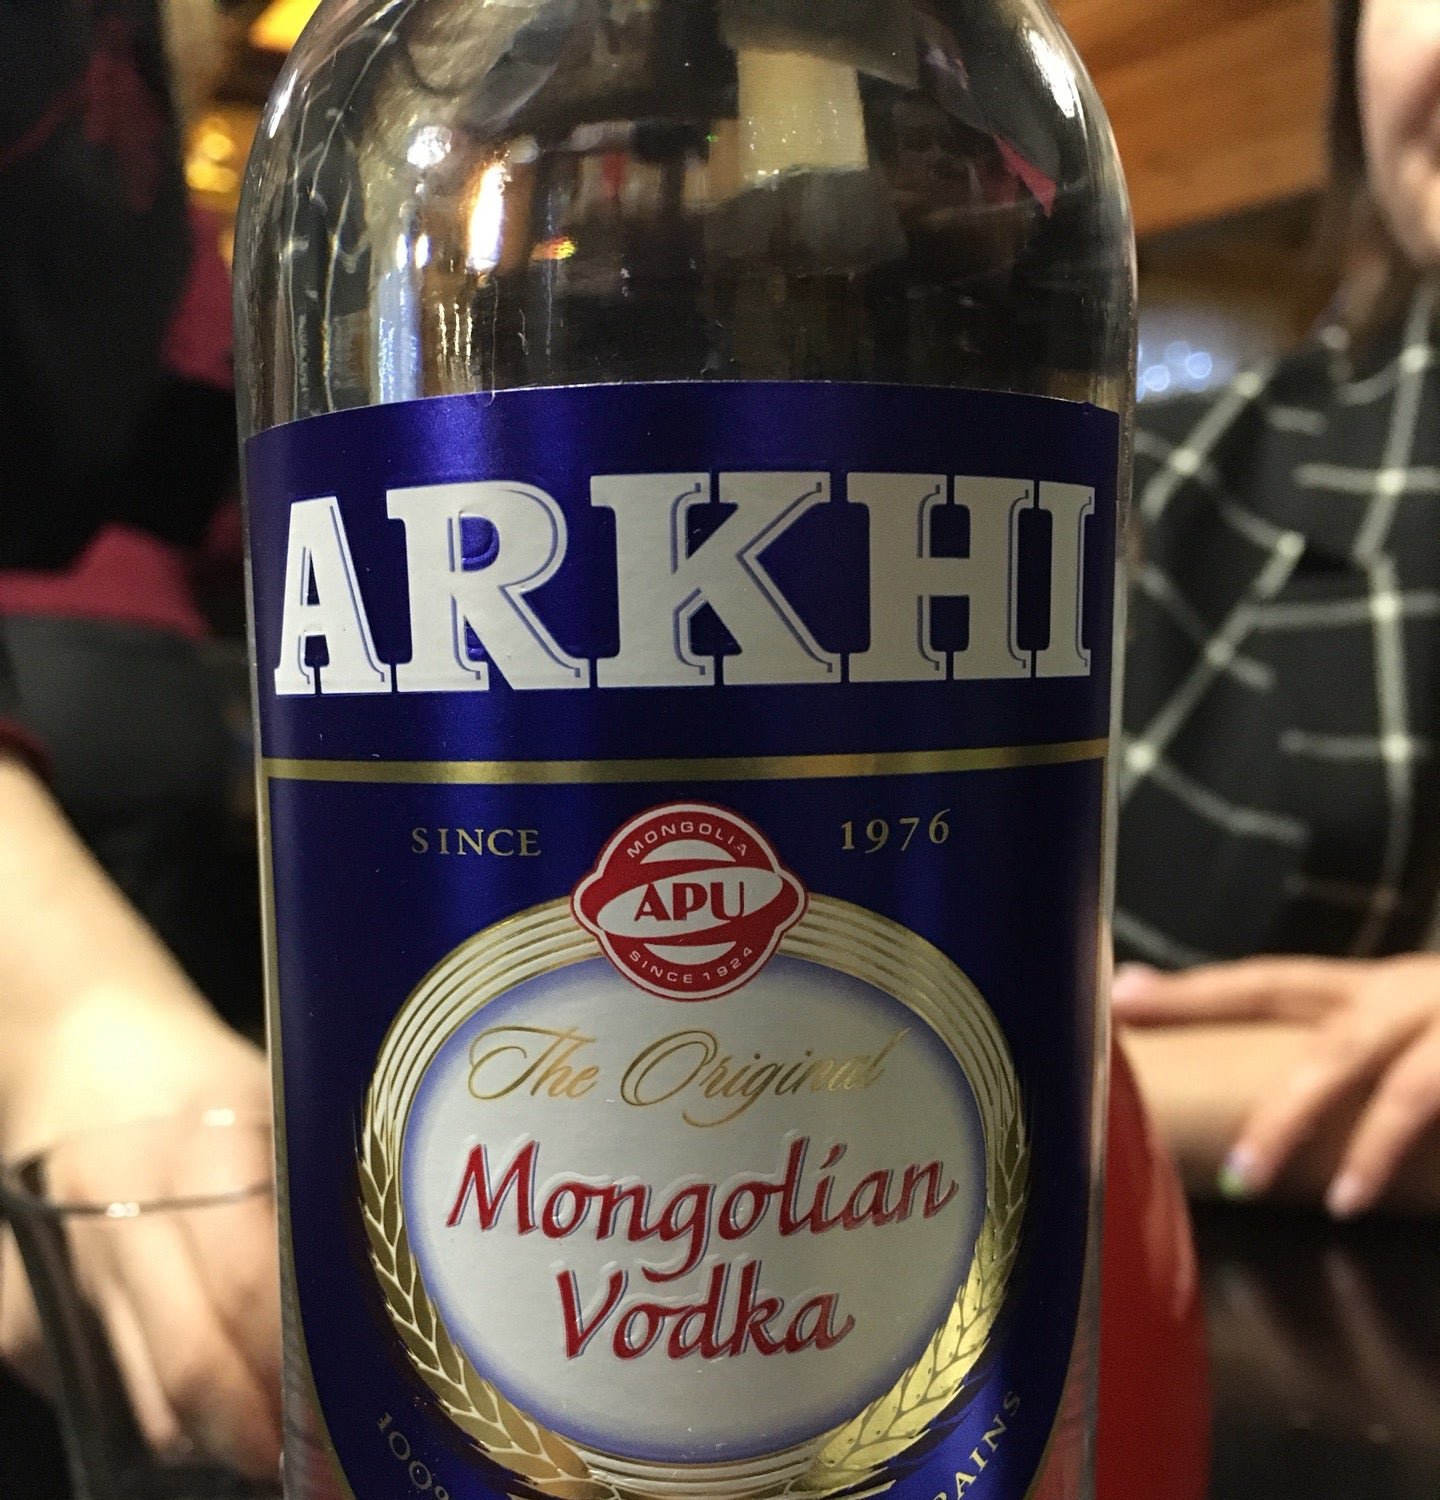 ARKHI
SINCE 1976
MONGOLIA
APU
SINCE 1924
The Original
Mongolian
Vodka